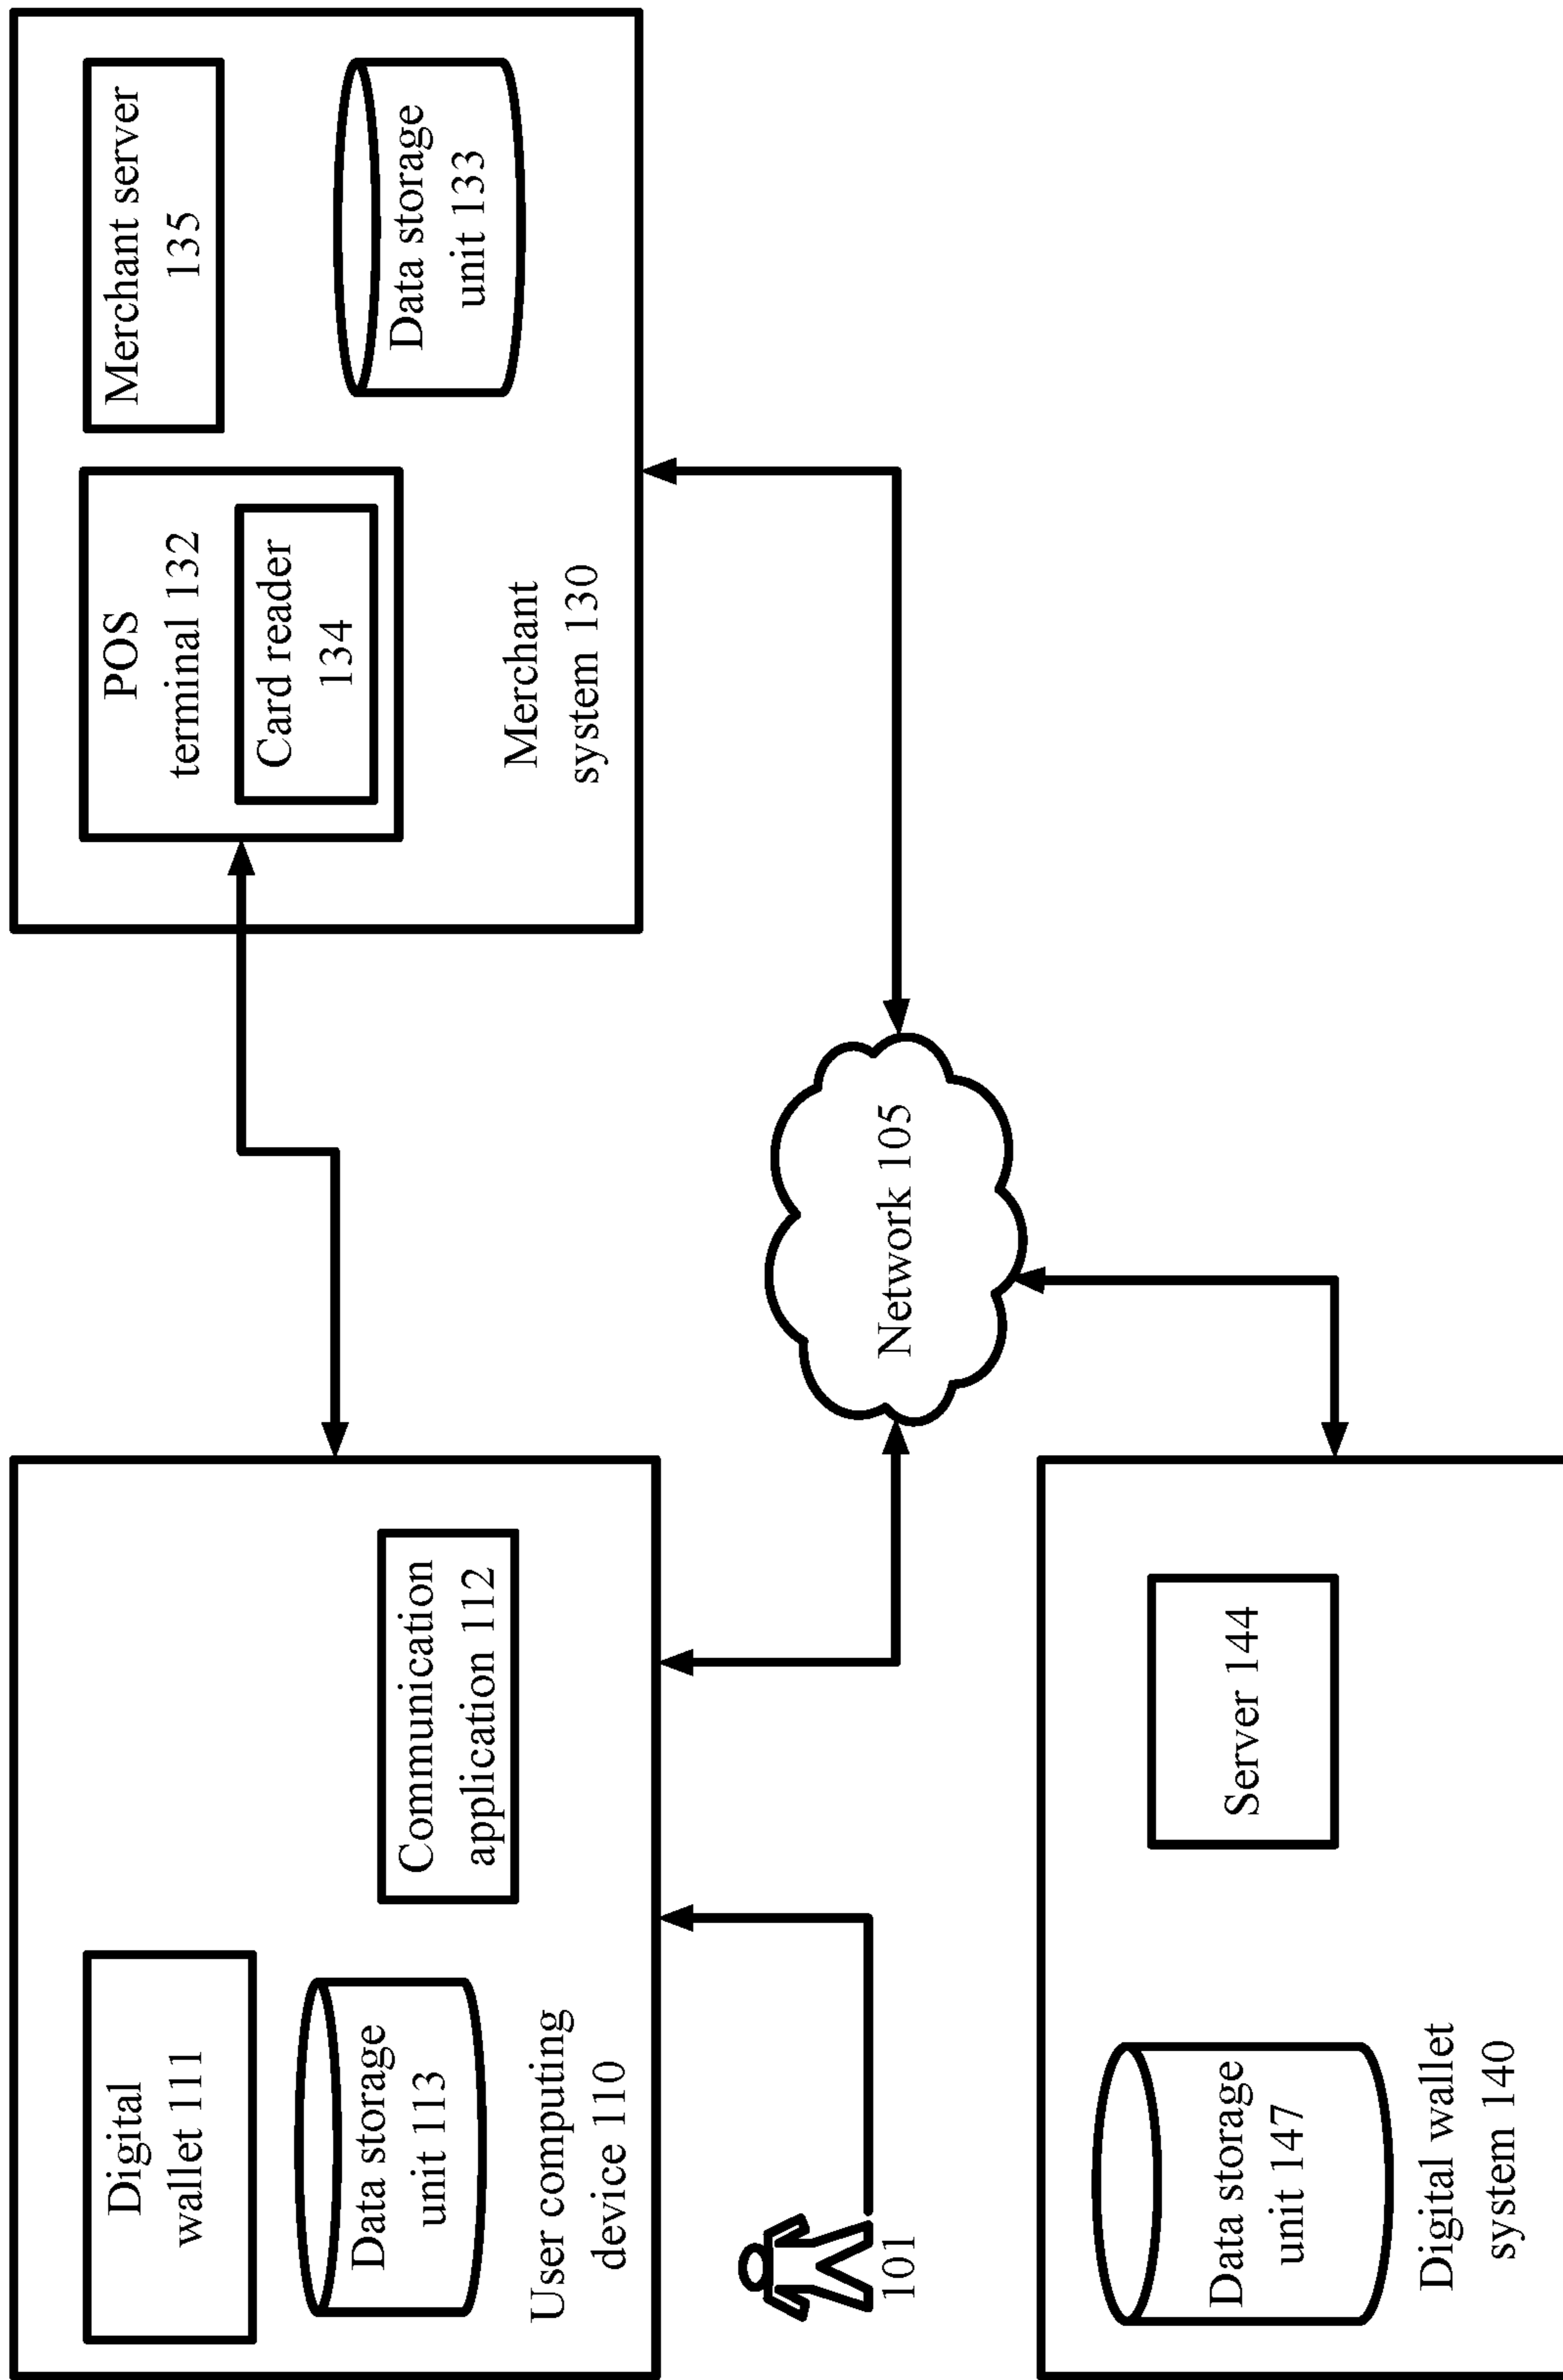 Digital
wallet 111
Data storage
unit 113
Communication
application 112
User computing
device 110
POS
terminal 132
Card reader
134
Merchant server
135
Data storage
unit 133
Merchant
system 130
101
Network 105
Data storage
unit 147
Server 144
Digital wallet
system 140